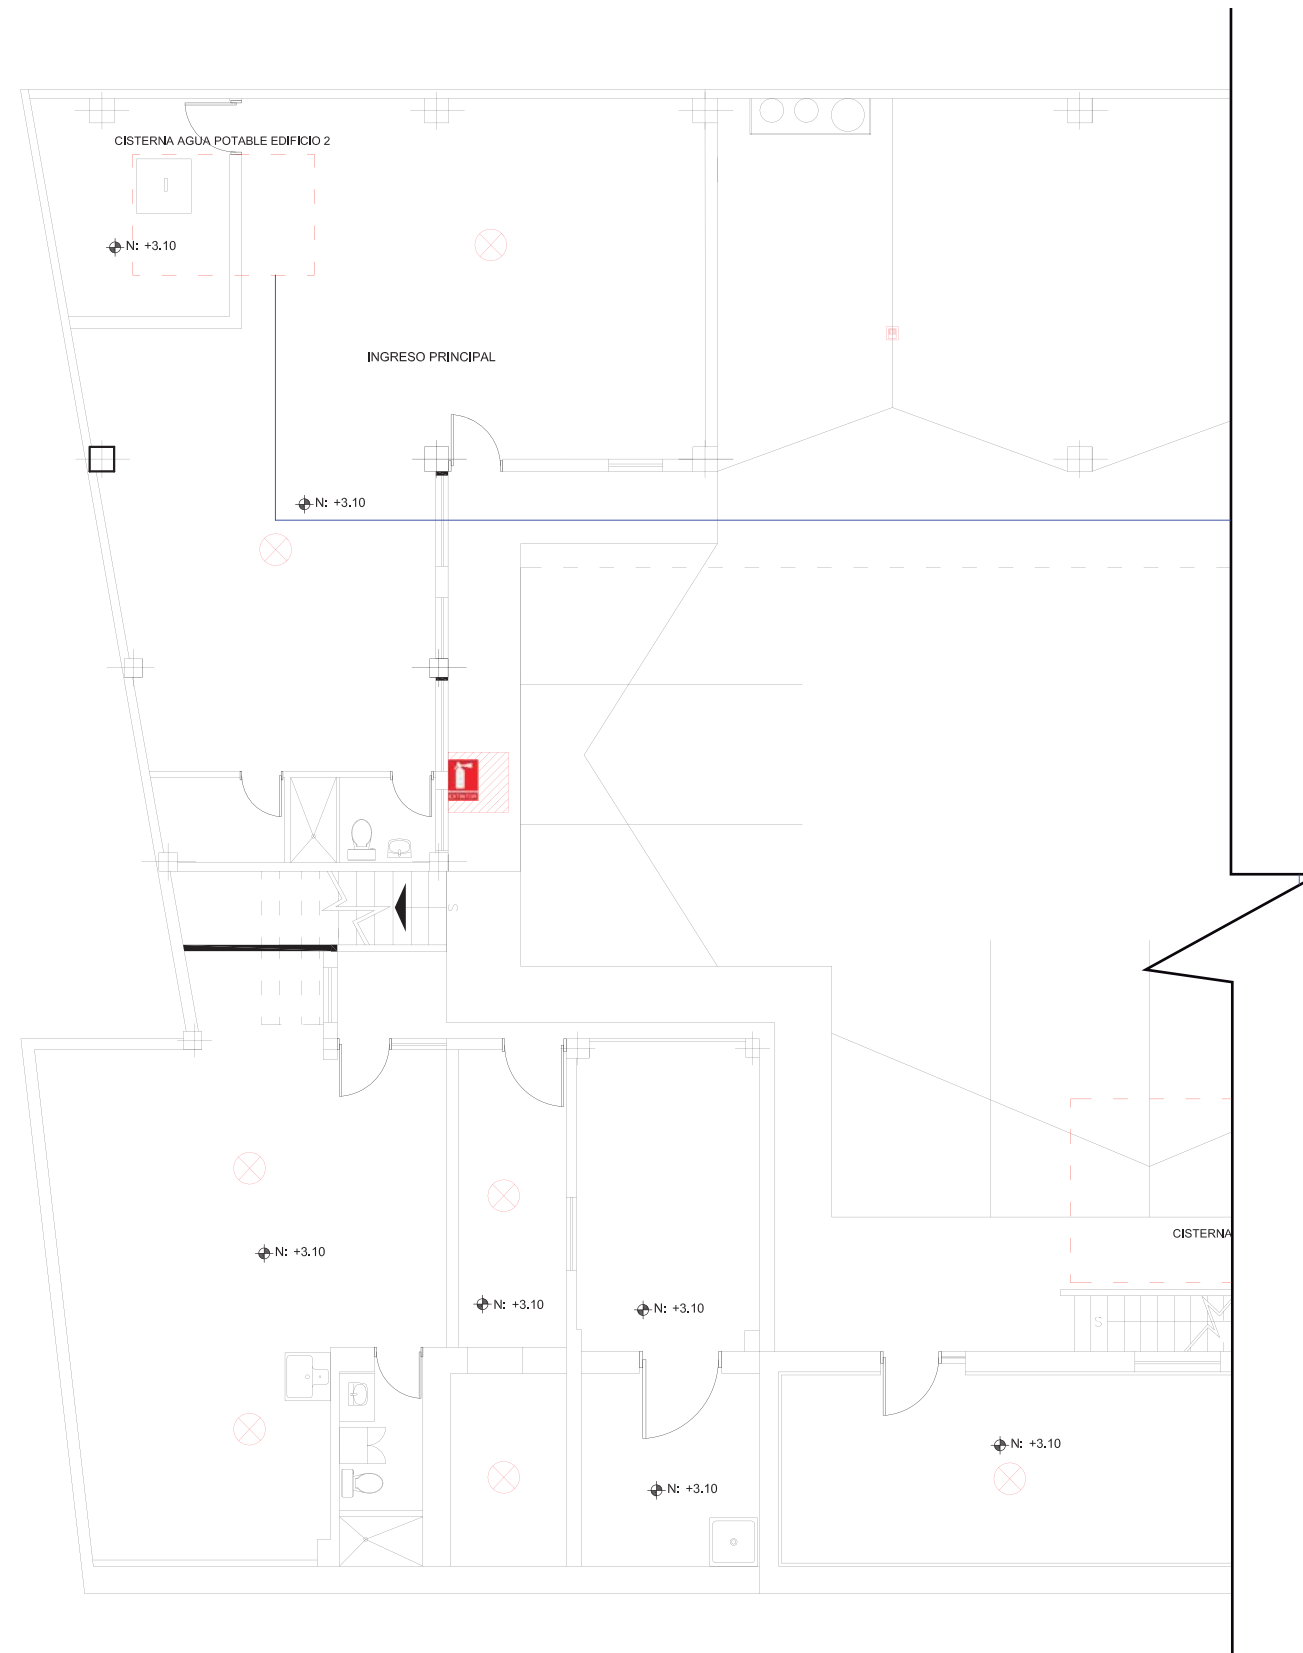 CISTERNA AGUA POTABLE EDIFICIO 2
N: +3.10
INGRESO PRINCIPAL
N: +3.10
EXTINTOR
S
CISTERNA
N: +3.10
N: +3.10
N: +3.10
S
N: +3.10
N: +3.10